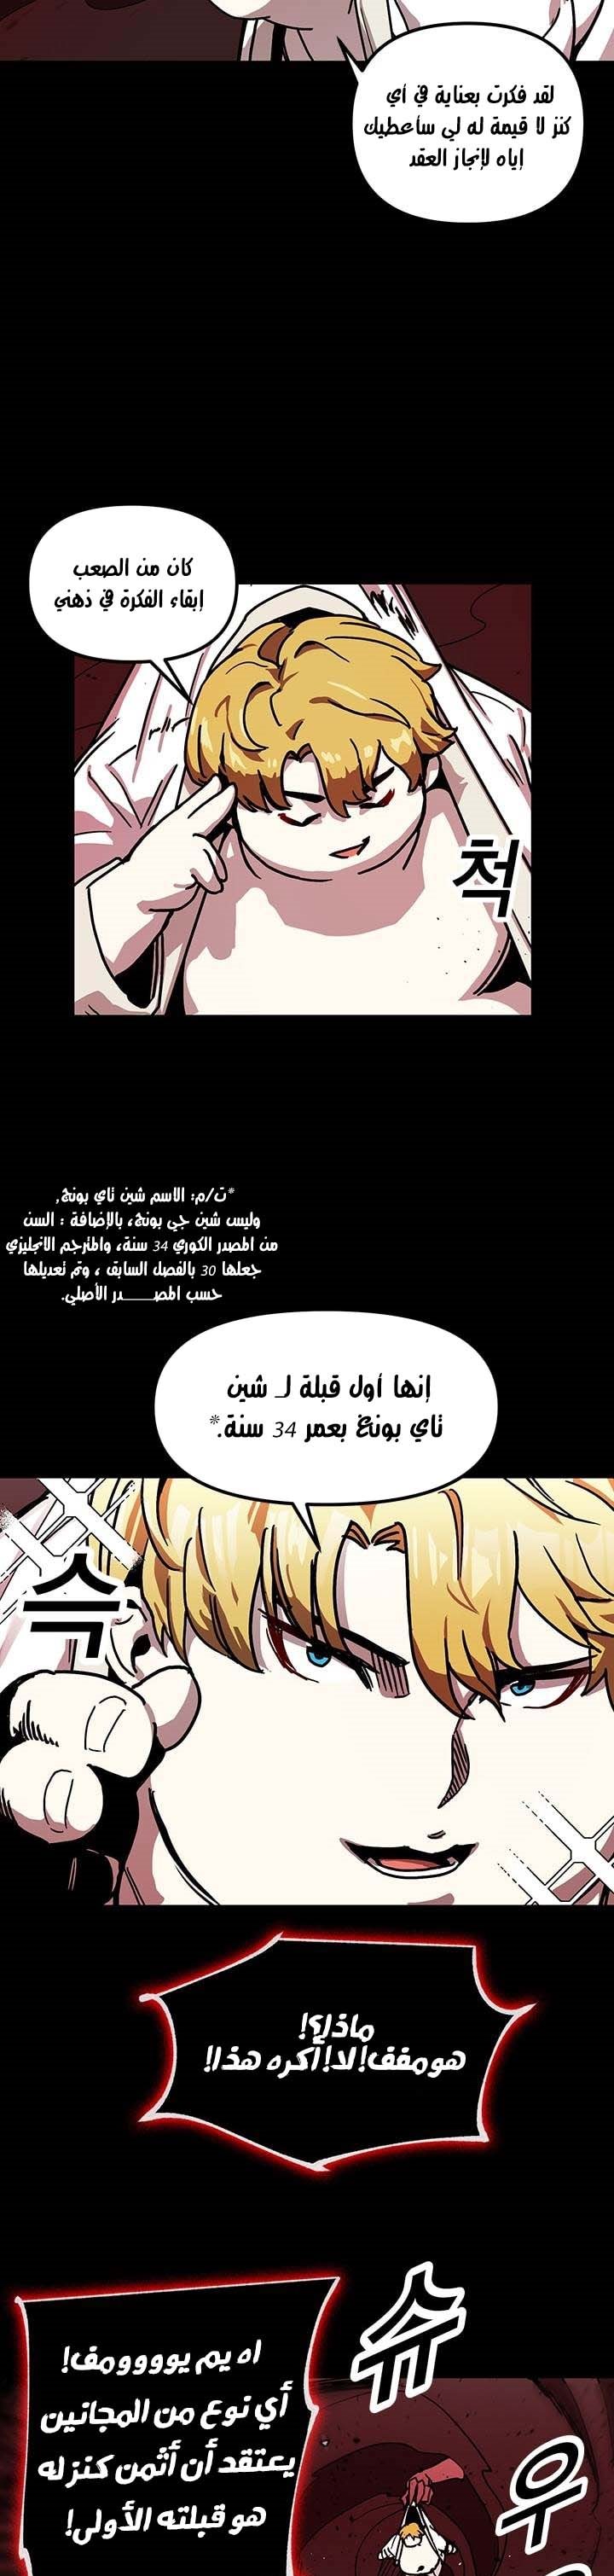 لقد فكرت بعناية في أي
كنز لا قيمة له لي سأعطيك
إياه لإنجاز العقد
كان من الصعب
إبقاء الفكرة في ذهني
척
*ت/م: الاسم شين تاي بونغ,
وليس شين جي بونغ، بالإضافة : السن
من المصدر الكوري 34 سنة، والمترجم الانجليزي
جعلها 30 بالفصل السابق ، وتم تعديلها
حسب المصـــــدر الأصلي.
إنها أول قبلة لـ شين
تاي بونغ بعمر 34 سنة.*
슥
ماذا؟!
هومفف! لا! أكره هذا!
슈
اه يم يووووومف!
أي نوع من المجانين
يعتقد أن أثمن كنز له
هو قبلته الأولى!
우